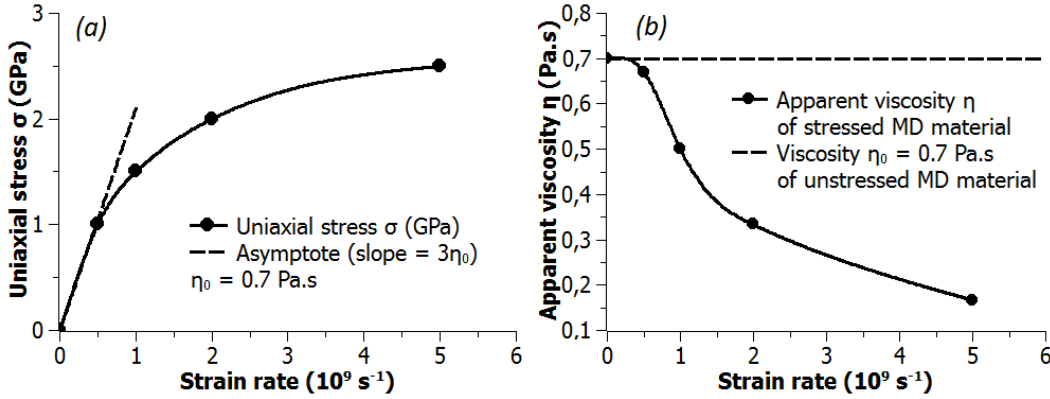 (a)
Uniaxial stress σ (GPa)
3
2
1
0
Uniaxial stress σ (GPa)
Asymptote (slope = 3η₀)
η₀ = 0.7 Pa.s
0 1 2 3 4 5 6
Strain rate (10⁹ s⁻¹)
(b)
Apparent viscosity η (Pa.s)
0,8
0,7
0,6
0,5
0,4
0,3
0,2
0,1
Apparent viscosity η
of stressed MD material
Viscosity η₀ = 0.7 Pa.s
of unstressed MD material
0 1 2 3 4 5 6
Strain rate (10⁹ s⁻¹)